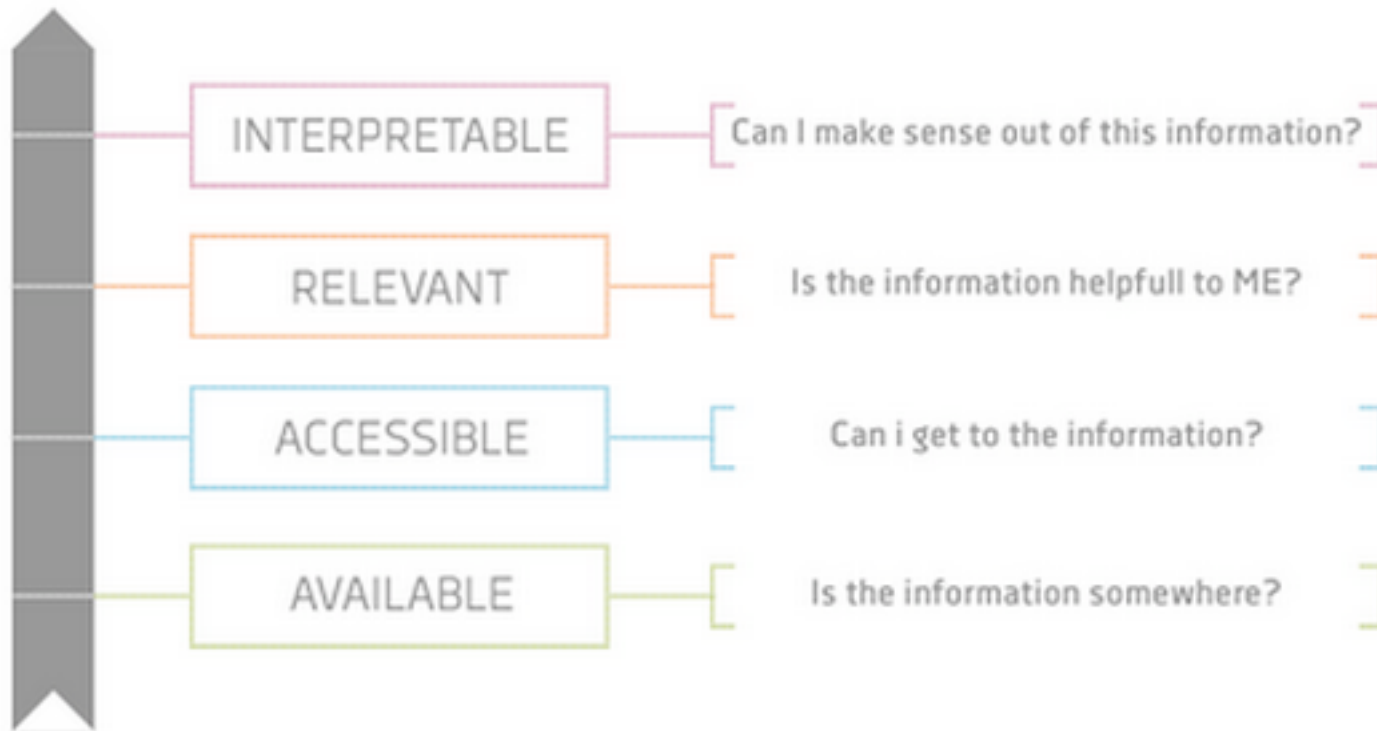 INTERPRETABLE
Can I make sense out of this information?
RELEVANT
Is the information helpfull to ME?
ACCESSIBLE
Can i get to the information?
AVAILABLE
Is the information somewhere?